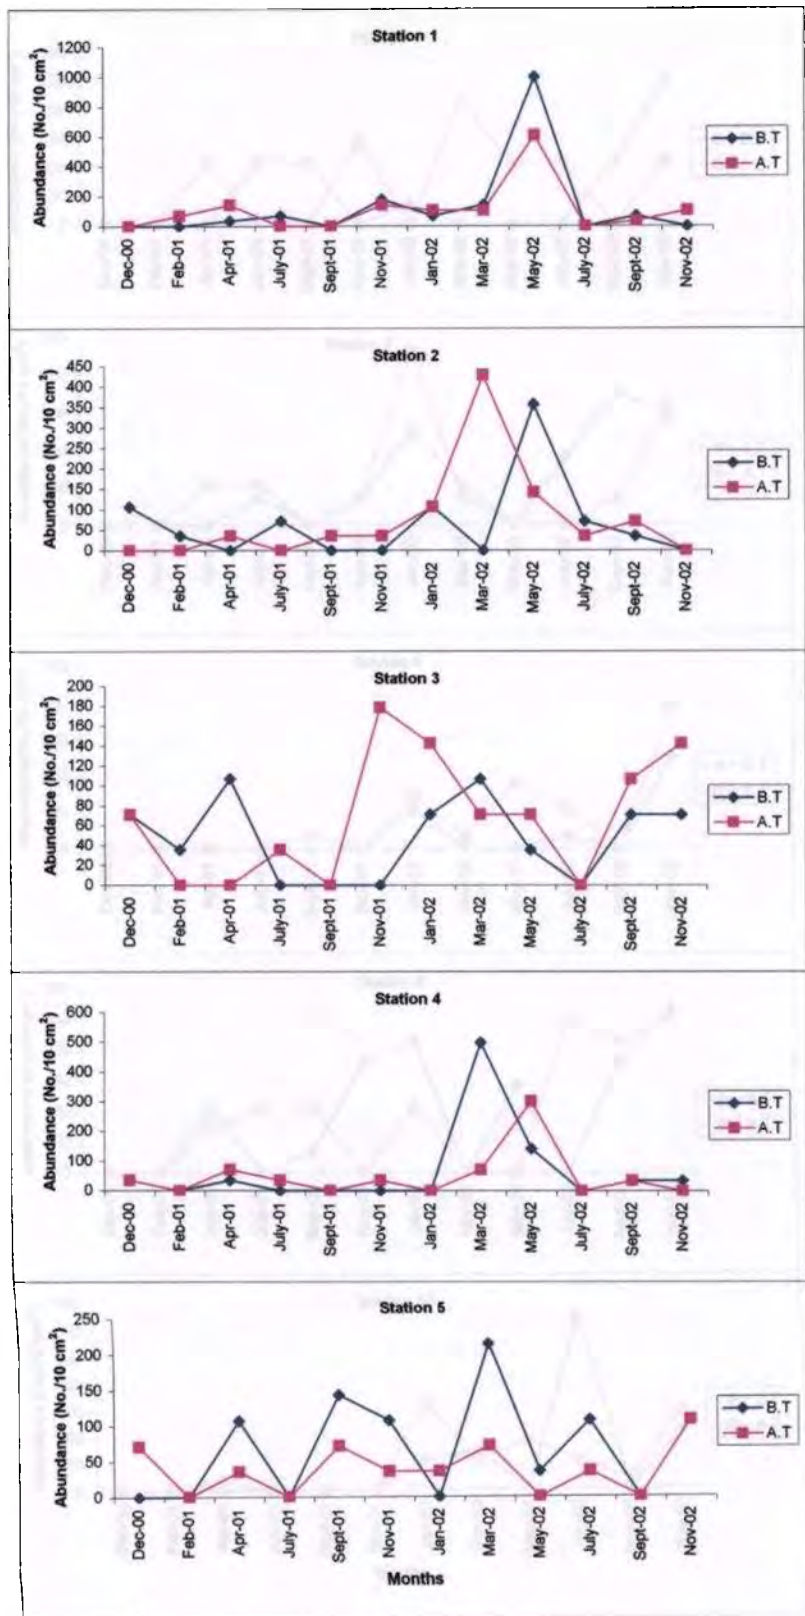 Station 1
Abundance (No./10 cm²)
1200
1000
800
600
400
200
0
Dec-00
Feb-01
Apr-01
July-01
Sept-01
Nov-01
Jan-02
Mar-02
May-02
July-02
Sept-02
Nov-02
B.T
A.T
Station 2
Abundance (No./10 cm²)
450
400
350
300
250
200
150
100
50
0
Dec-00
Feb-01
Apr-01
July-01
Sept-01
Nov-01
Jan-02
Mar-02
May-02
July-02
Sept-02
Nov-02
B.T
A.T
Station 3
Abundance (No./10 cm²)
200
180
160
140
120
100
80
60
40
20
0
Dec-00
Feb-01
Apr-01
July-01
Sept-01
Nov-01
Jan-02
Mar-02
May-02
July-02
Sept-02
Nov-02
B.T
A.T
Station 4
Abundance (No./10 cm²)
600
500
400
300
200
100
0
Dec-00
Feb-01
Apr-01
July-01
Sept-01
Nov-01
Jan-02
Mar-02
May-02
July-02
Sept-02
Nov-02
B.T
A.T
Station 5
Abundance (No./10 cm²)
250
200
150
100
50
0
Dec-00
Feb-01
Apr-01
July-01
Sept-01
Nov-01
Jan-02
Mar-02
May-02
July-02
Sept-02
Nov-02
B.T
A.T
Months